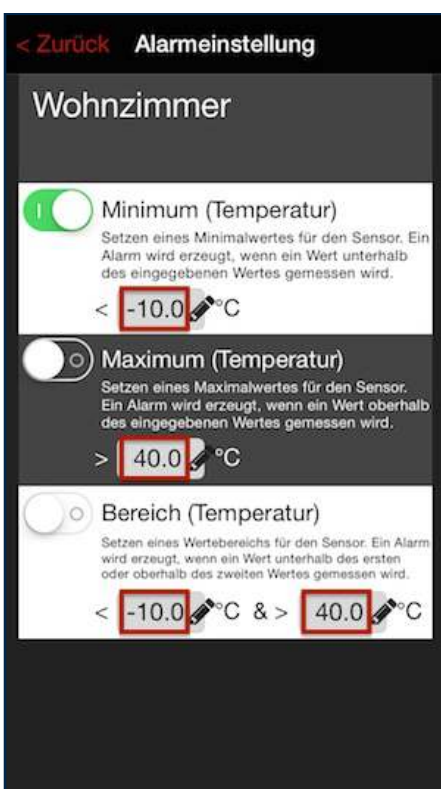 < Zurück Alarmeinstellung
Wohnzimmer
Minimum (Temperatur)
Setzen eines Minimalwertes für den Sensor. Ein
Alarm wird erzeugt, wenn ein Wert unterhalb
des eingegebenen Wertes gemessen wird.
< -10.0 °C
Maximum (Temperatur)
Setzen eines Maximalwertes für den Sensor.
Ein Alarm wird erzeugt, wenn ein Wert oberhalb
des eingegebenen Wertes gemessen wird.
> 40.0 °C
Bereich (Temperatur)
Setzen eines Wertebereichs für den Sensor. Ein Alarm
wird erzeugt, wenn ein Wert unterhalb des ersten
oder oberhalb des zweiten Wertes gemessen wird.
< -10.0 °C & > 40.0 °C